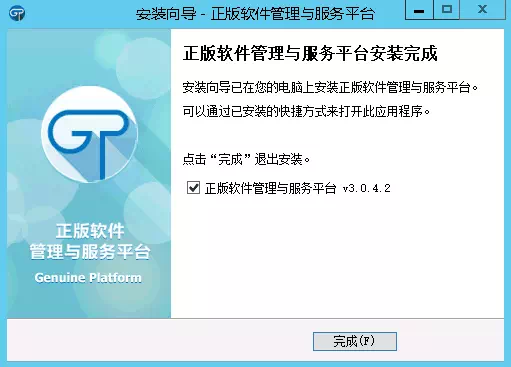 安装向导 - 正版软件管理与服务平台
正版软件管理与服务平台安装完成
安装向导已在您的电脑上安装正版软件管理与服务平台。
可以通过已安装的快捷方式来打开此应用程序。
点击“完成”退出安装。
正版软件管理与服务平台 v3.0.4.2
GP
正版软件
管理与服务平台
Genuine Platform
完成(F)